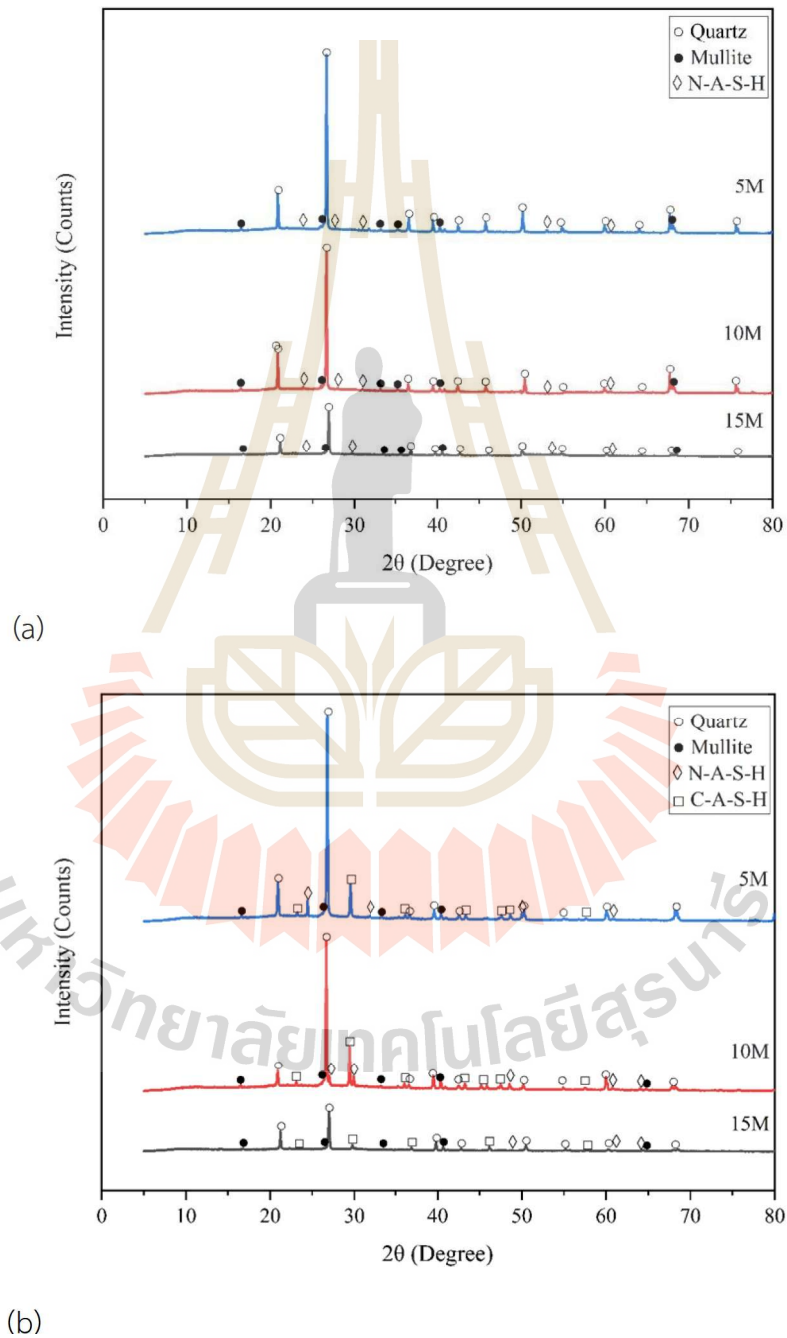 Quartz
Mullite
N-A-S-H
5M
10M
15M
Intensity (Counts)
0 10 20 30 40 50 60 70 80
2θ (Degree)
(a)
Quartz
Mullite
N-A-S-H
C-A-S-H
5M
10M
15M
Intensity (Counts)
0 10 20 30 40 50 60 70 80
2θ (Degree)
(b)
มหาวิทยาลัยเทคโนโลยีสุรนารี